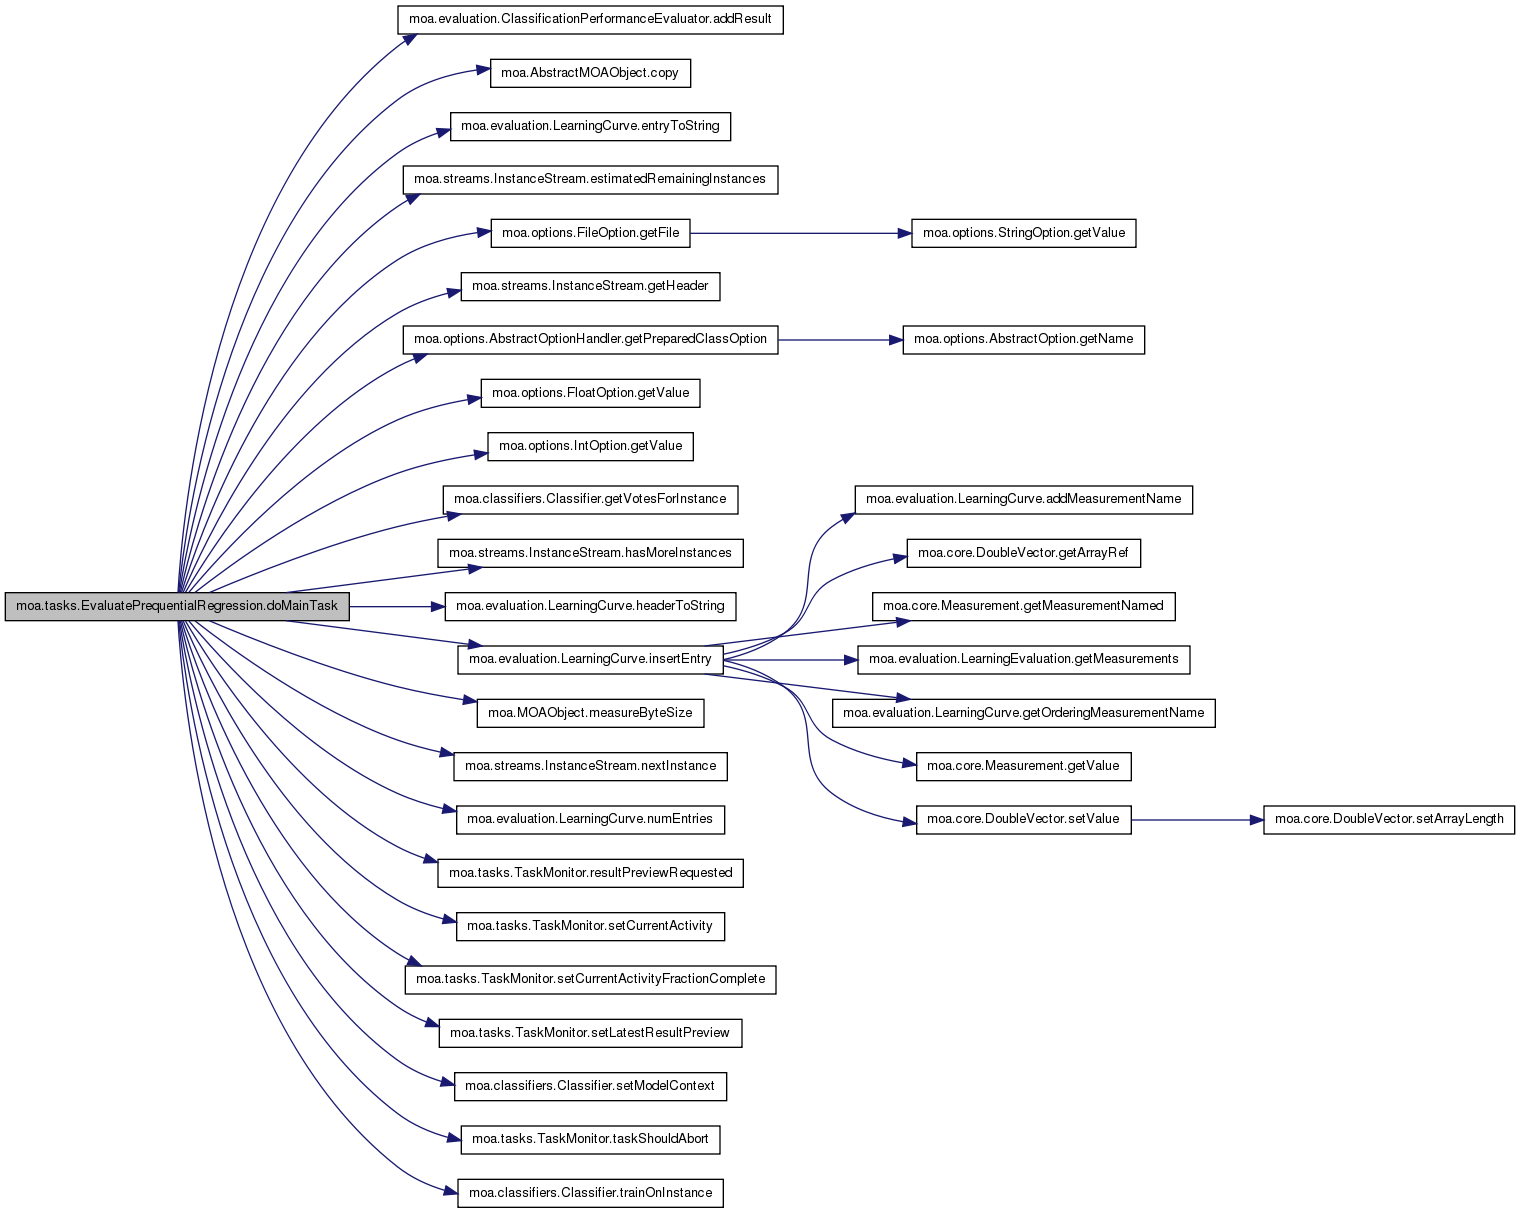 moa.evaluation.ClassificationPerformanceEvaluator.addResult
moa.AbstractMOAObject.copy
moa.evaluation.LearningCurve.entryToString
moa.streams.InstanceStream.estimatedRemainingInstances
moa.options.FileOption.getFile
moa.options.StringOption.getValue
moa.streams.InstanceStream.getHeader
moa.options.AbstractOptionHandler.getPreparedClassOption
moa.options.AbstractOption.getName
moa.options.FloatOption.getValue
moa.options.IntOption.getValue
moa.classifiers.Classifier.getVotesForInstance
moa.evaluation.LearningCurve.addMeasurementName
moa.streams.InstanceStream.hasMoreInstances
moa.core.DoubleVector.getArrayRef
moa.tasks.EvaluatePrequentialRegression.doMainTask
moa.evaluation.LearningCurve.headerToString
moa.core.Measurement.getMeasurementNamed
moa.evaluation.LearningCurve.insertEntry
moa.evaluation.LearningEvaluation.getMeasurements
moa.MOAObject.measureByteSize
moa.evaluation.LearningCurve.getOrderingMeasurementName
moa.streams.InstanceStream.nextInstance
moa.core.Measurement.getValue
moa.evaluation.LearningCurve.numEntries
moa.core.DoubleVector.setValue
moa.core.DoubleVector.setArrayLength
moa.tasks.TaskMonitor.resultPreviewRequested
moa.tasks.TaskMonitor.setCurrentActivity
moa.tasks.TaskMonitor.setCurrentActivityFractionComplete
moa.tasks.TaskMonitor.setLatestResultPreview
moa.classifiers.Classifier.setModelContext
moa.tasks.TaskMonitor.taskShouldAbort
moa.classifiers.Classifier.trainOnInstance